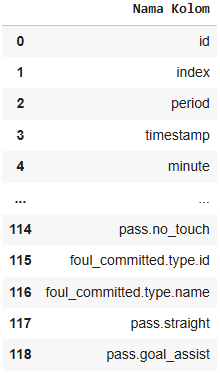 Nama Kolom
0 id
1 index
2 period
3 timestamp
4 minute
... ...
114 pass.no_touch
115 foul_committed.type.id
116 foul_committed.type.name
117 pass.straight
118 pass.goal_assist